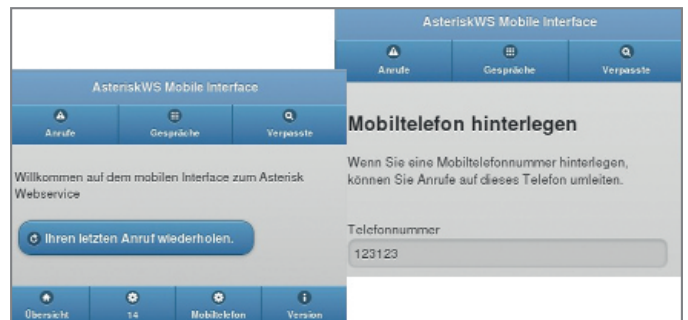 AsteriskWS Mobile Interface
Anrufe Gespräche Verpasste
Willkommen auf dem mobilen Interface zum Asterisk
Webservice
Ihren letzten Anruf wiederholen.
Übersicht 14 Mobiltelefon Version
AsteriskWS Mobile Interface
Anrufe Gespräche Verpasste
Mobiltelefon hinterlegen
Wenn Sie eine Mobiltelefonnummer hinterlegen,
können Sie Anrufe auf dieses Telefon umleiten.
Telefonnummer
123123